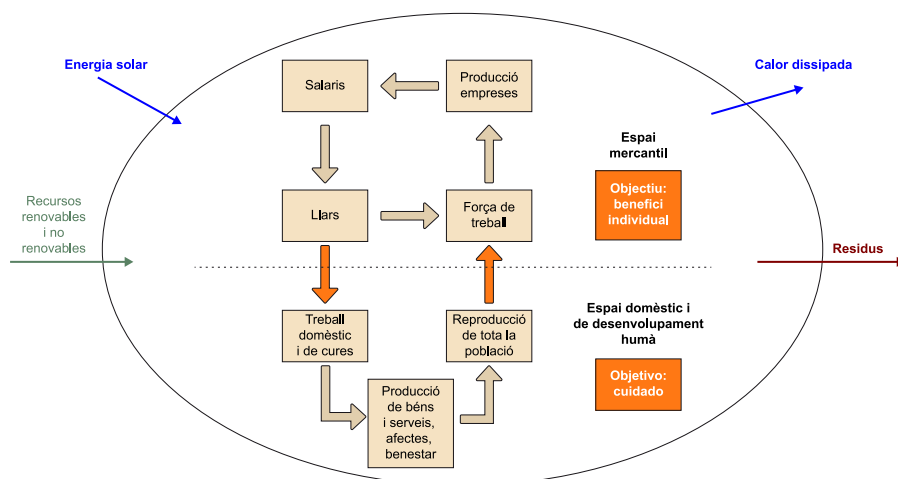 Energia solar
Calor dissipada
Salaris
Producció
empreses
Espai
mercantil
Recursos
renovables
i no
renovables
Llars
Força de
treball
Objectiu:
benefici
individual
Residus
Treball
domèstic
i de cures
Reproducció
de tota la
població
Espai domèstic i
de desenvolupament
humà
Objetivo:
cuidado
Producció
de béns
i serveis,
afectes,
benestar